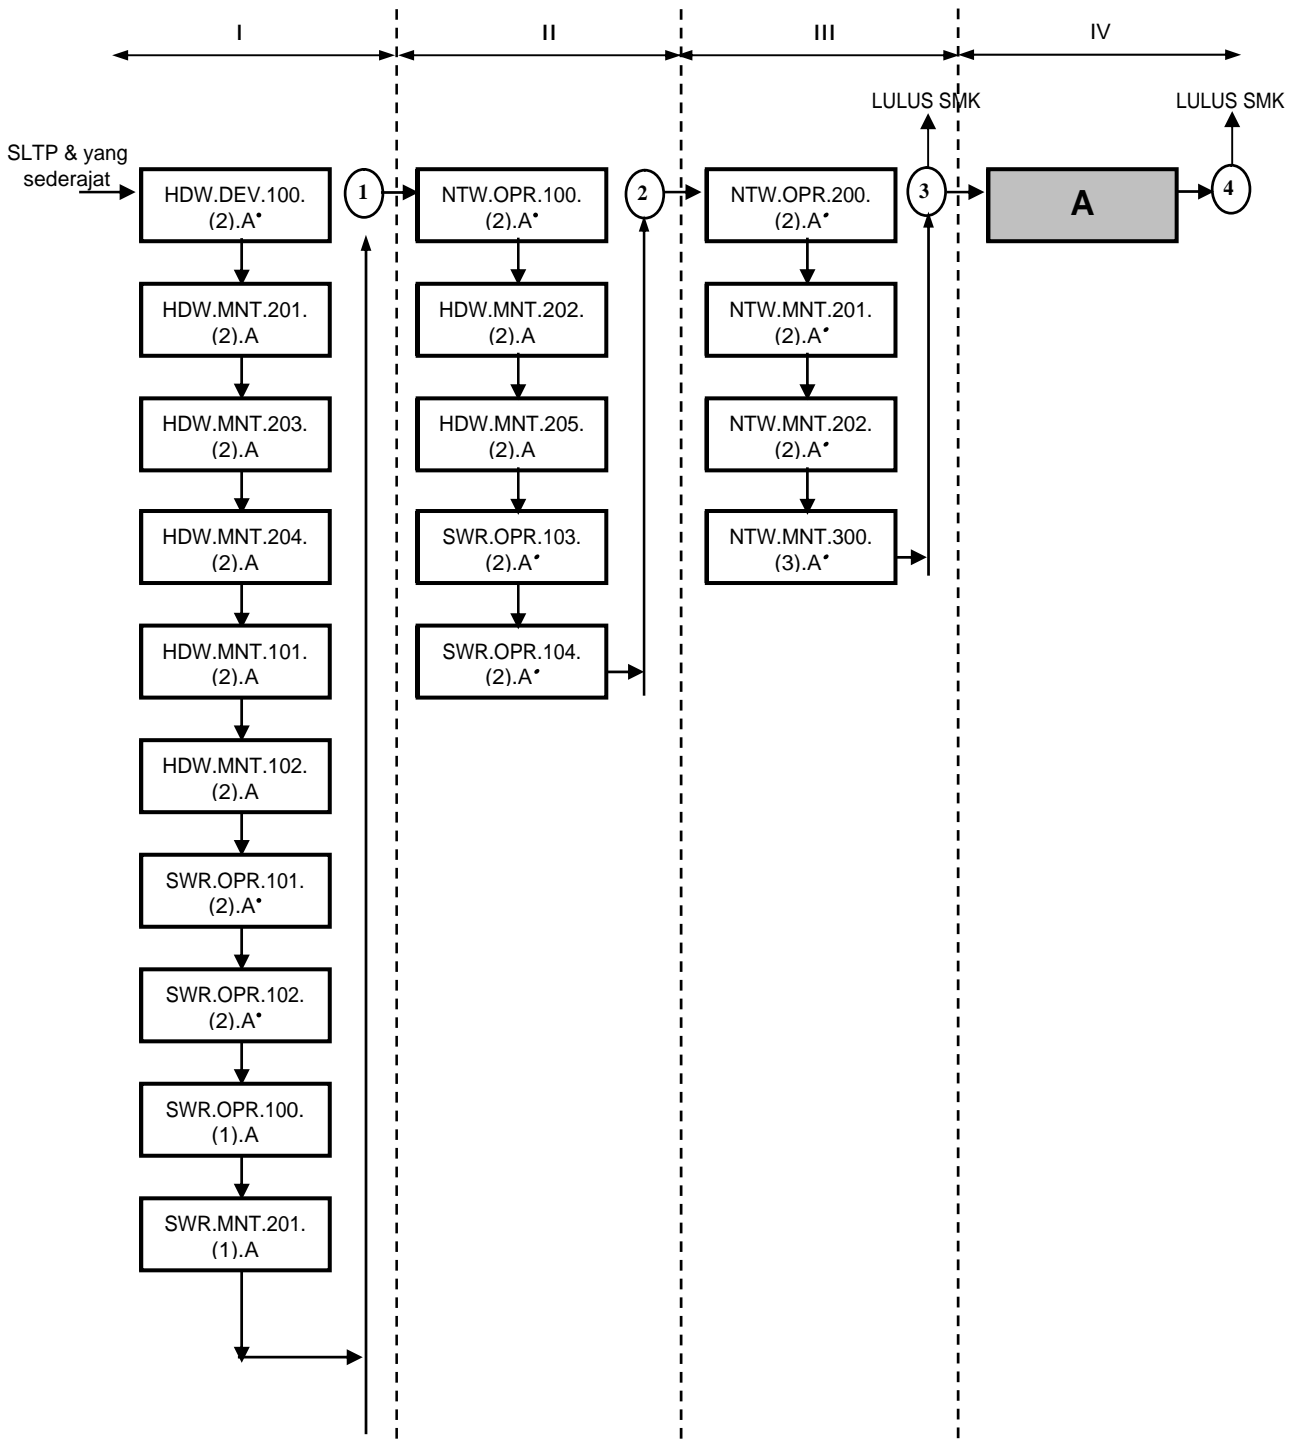 I
II
III
IV
LULUS SMK
LULUS SMK
SLTP & yang
sederajat
HDW.DEV.100.
(2).A•
1
NTW.OPR.100.
(2).A•
2
NTW.OPR.200.
(2).A•
3
A
4
HDW.MNT.201.
(2).A
HDW.MNT.202.
(2).A
NTW.MNT.201.
(2).A•
HDW.MNT.203.
(2).A
HDW.MNT.205.
(2).A
NTW.MNT.202.
(2).A•
HDW.MNT.204.
(2).A
SWR.OPR.103.
(2).A•
NTW.MNT.300.
(3).A•
HDW.MNT.101.
(2).A
SWR.OPR.104.
(2).A•
HDW.MNT.102.
(2).A
SWR.OPR.101.
(2).A•
SWR.OPR.102.
(2).A•
SWR.OPR.100.
(1).A
SWR.MNT.201.
(1).A